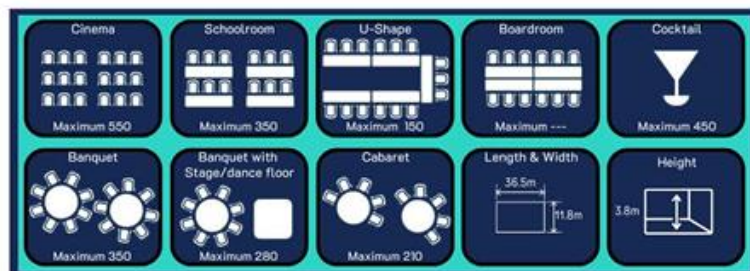 Cinema
Maximum 550
Schoolroom
Maximum 350
U-Shape
Maximum 150
Boardroom
Maximum ---
Cocktail
Maximum 450
Banquet
Maximum 350
Banquet with
Stage/dance floor
Maximum 280
Cabaret
Maximum 210
Length & Width
36.5m
11.8m
Height
3.8m